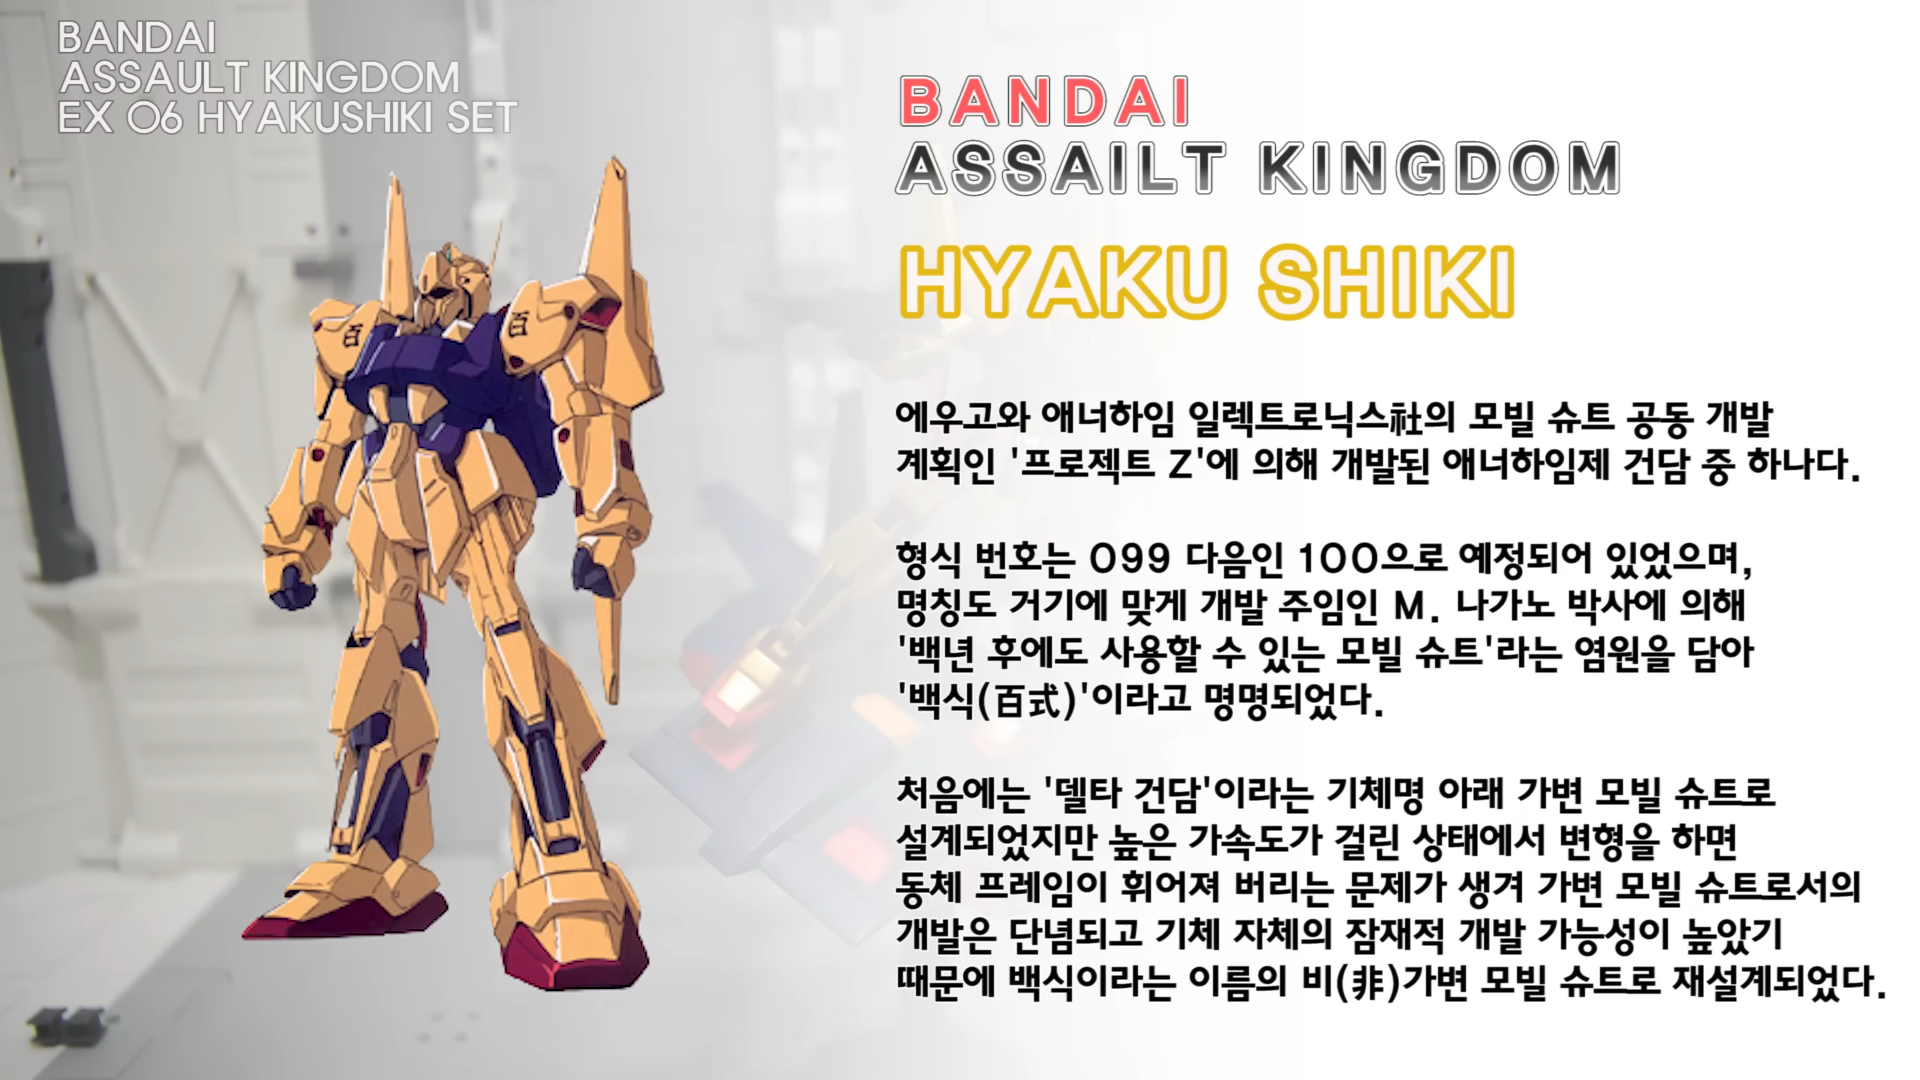 BANDAI
ASSAULT KINGDOM
EX 06 HYAKUSHIKI SET
BANDAI
ASSAILT KINGDOM
HYAKU SHIKI
에우고와 애너하임 일렉트로닉스社의 모빌 슈트 공동 개발
계획인 '프로젝트 Z'에 의해 개발된 애너하임제 건담 중 하나다.
형식 번호는 099 다음인 100으로 예정되어 있었으며,
명칭도 거기에 맞게 개발 주임인 M. 나가노 박사에 의해
'백년 후에도 사용할 수 있는 모빌 슈트'라는 염원을 담아
'백식(百式)'이라고 명명되었다.
처음에는 '델타 건담'이라는 기체명 아래 가변 모빌 슈트로
설계되었지만 높은 가속도가 걸린 상태에서 변형을 하면
동체 프레임이 휘어져 버리는 문제가 생겨 가변 모빌 슈트로서의
개발은 단념되고 기체 자체의 잠재적 개발 가능성이 높았기
때문에 백식이라는 이름의 비(非)가변 모빌 슈트로 재설계되었다.
百
百